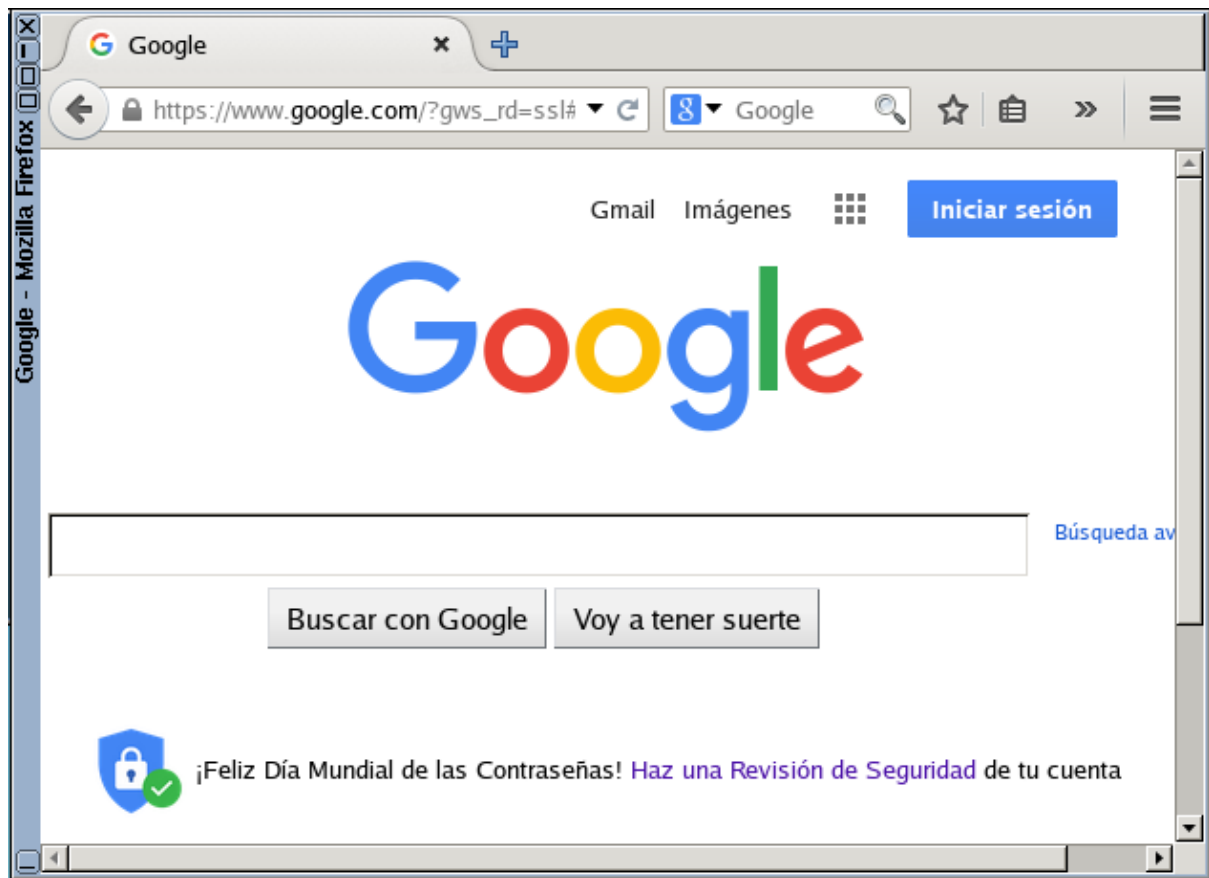 Google - Mozilla Firefox
Google
https://www.google.com/?gws_rd=ssl#
8 Google
Gmail Imágenes Iniciar sesión
Google
Búsqueda av
Buscar con Google Voy a tener suerte
¡Feliz Día Mundial de las Contraseñas! Haz una Revisión de Seguridad de tu cuenta